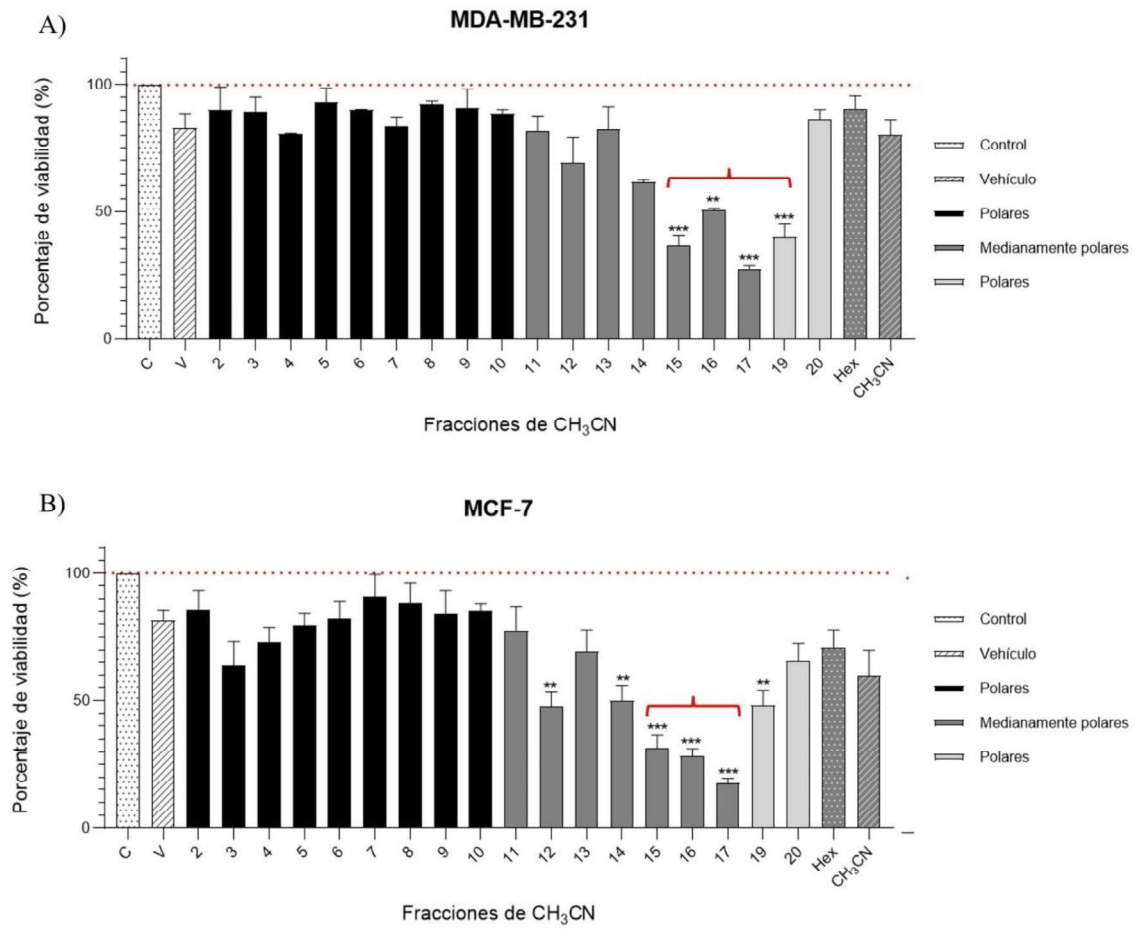 A)
MDA-MB-231
Porcentaje de viabilidad (%)
100
50
0
***
**
***
***
C V 2 3 4 5 6 7 8 9 10 11 12 13 14 15 16 17 19 20 Hex CH₃CN
Fracciones de CH₃CN
Control
Vehículo
Polares
Medianamente polares
Polares
B)
MCF-7
Porcentaje de viabilidad (%)
100
50
0
**
**
***
***
***
**
C V 2 3 4 5 6 7 8 9 10 11 12 13 14 15 16 17 19 20 Hex CH₃CN
Fracciones de CH₃CN
Control
Vehículo
Polares
Medianamente polares
Polares